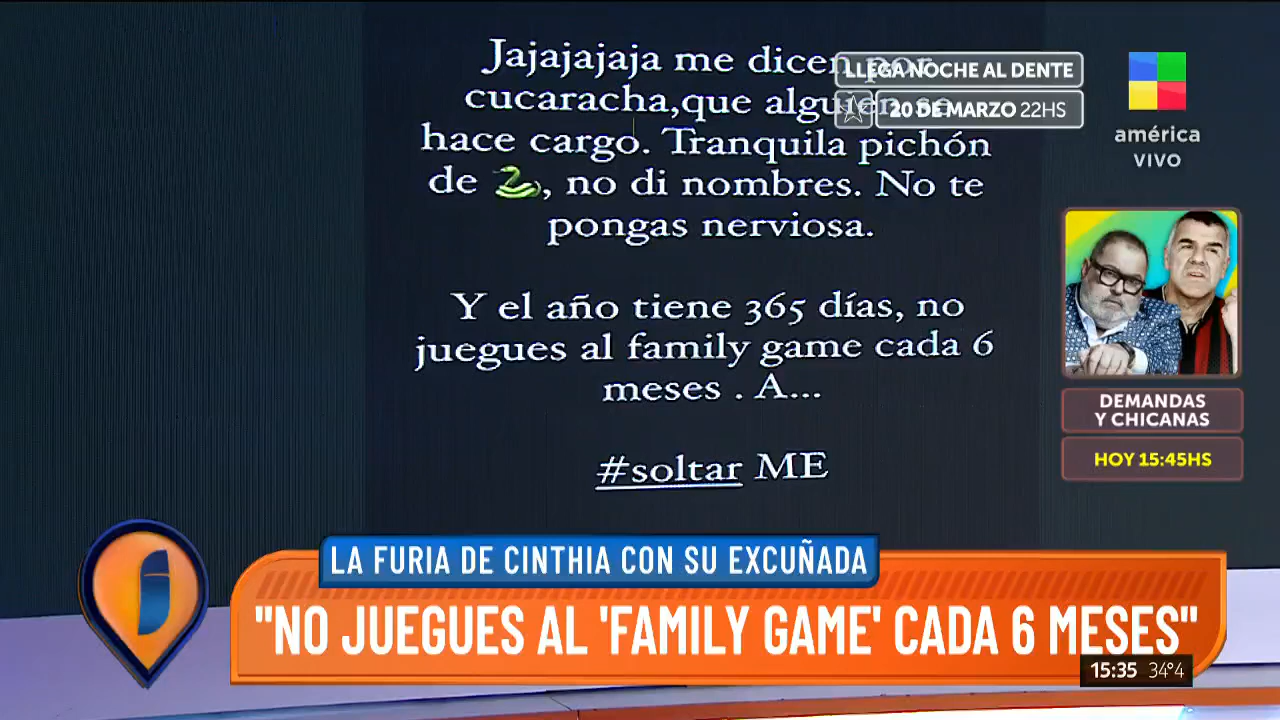 Jajajajaja me dicen por
cucaracha,que alguien se
hace cargo. Tranquila pichón
de 🐍, no di nombres. No te
pongas nerviosa.
Y el año tiene 365 días, no
juegues al family game cada 6
meses . A...
#soltar ME
LLEGA NOCHE AL DENTE
20 DE MARZO 22HS
américa
VIVO
DEMANDAS
Y CHICANAS
HOY 15:45HS
LA FURIA DE CINTHIA CON SU EXCUÑADA
"NO JUEGUES AL 'FAMILY GAME' CADA 6 MESES"
15:35 34°4